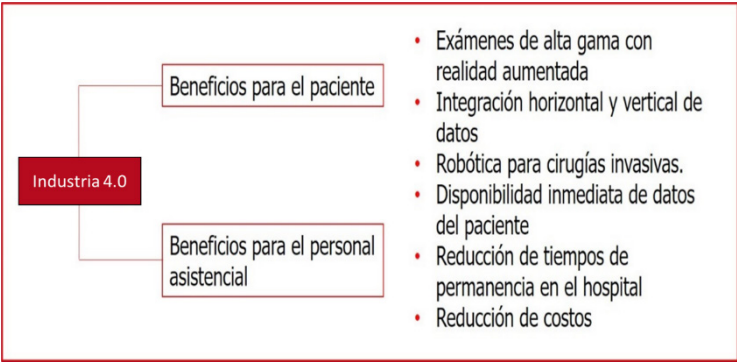 Industria 4.0
Beneficios para el paciente
Beneficios para el personal
asistencial
• Exámenes de alta gama con
realidad aumentada
• Integración horizontal y vertical de
datos
• Robótica para cirugías invasivas.
• Disponibilidad inmediata de datos
del paciente
• Reducción de tiempos de
permanencia en el hospital
• Reducción de costos